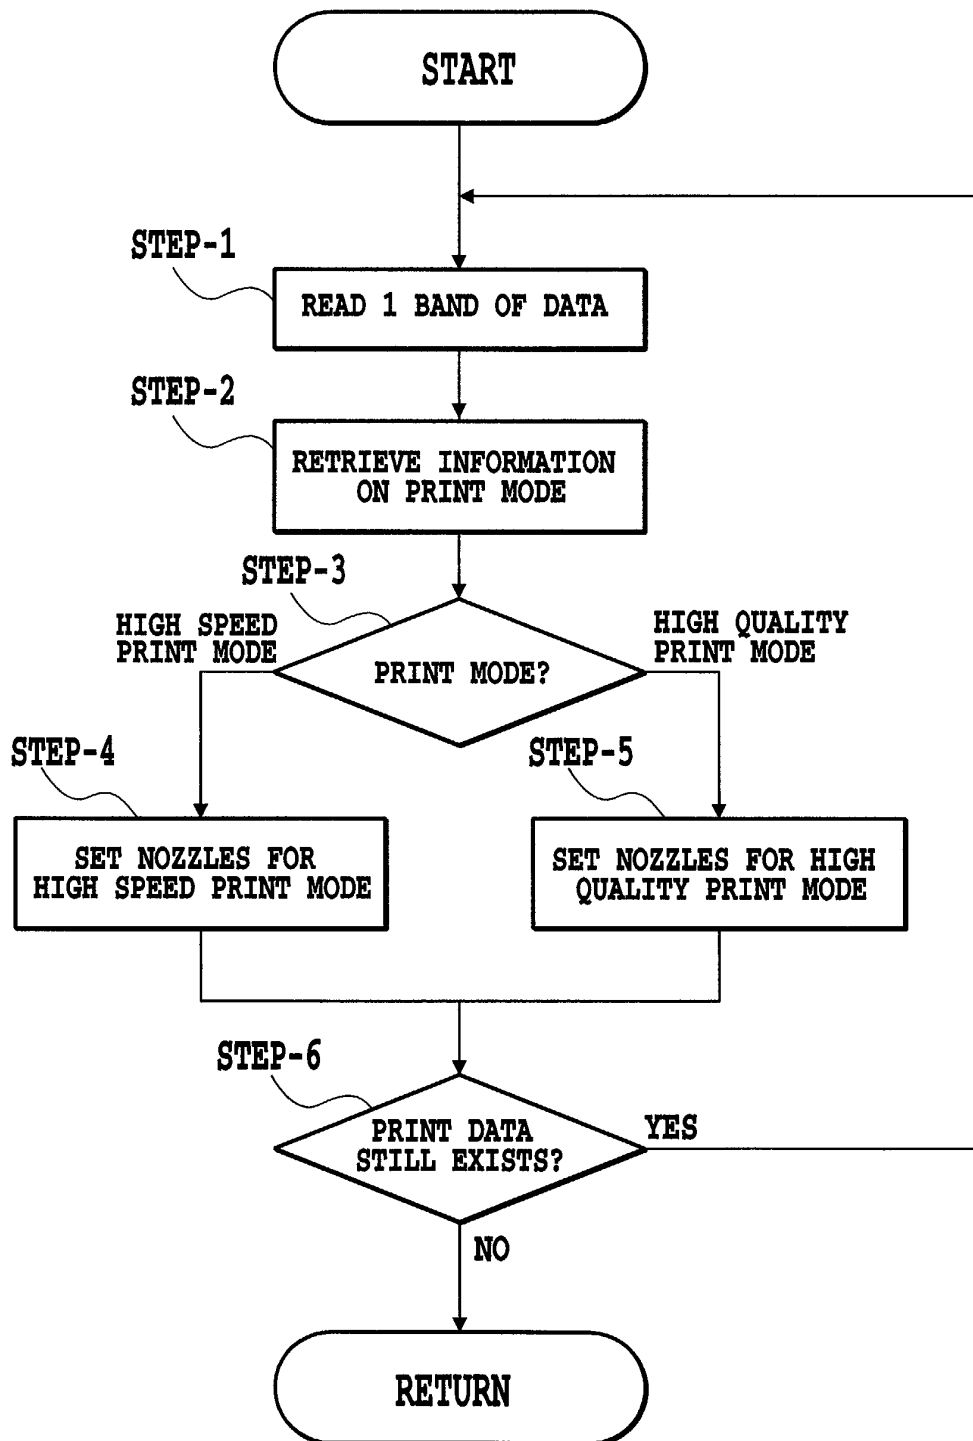 START
STEP-1
READ 1 BAND OF DATA
STEP-2
RETRIEVE INFORMATION
ON PRINT MODE
STEP-3
HIGH SPEED
PRINT MODE
PRINT MODE?
HIGH QUALITY
PRINT MODE
STEP-4
SET NOZZLES FOR
HIGH SPEED PRINT MODE
STEP-5
SET NOZZLES FOR HIGH
QUALITY PRINT MODE
STEP-6
PRINT DATA
STILL EXISTS?
YES
NO
RETURN